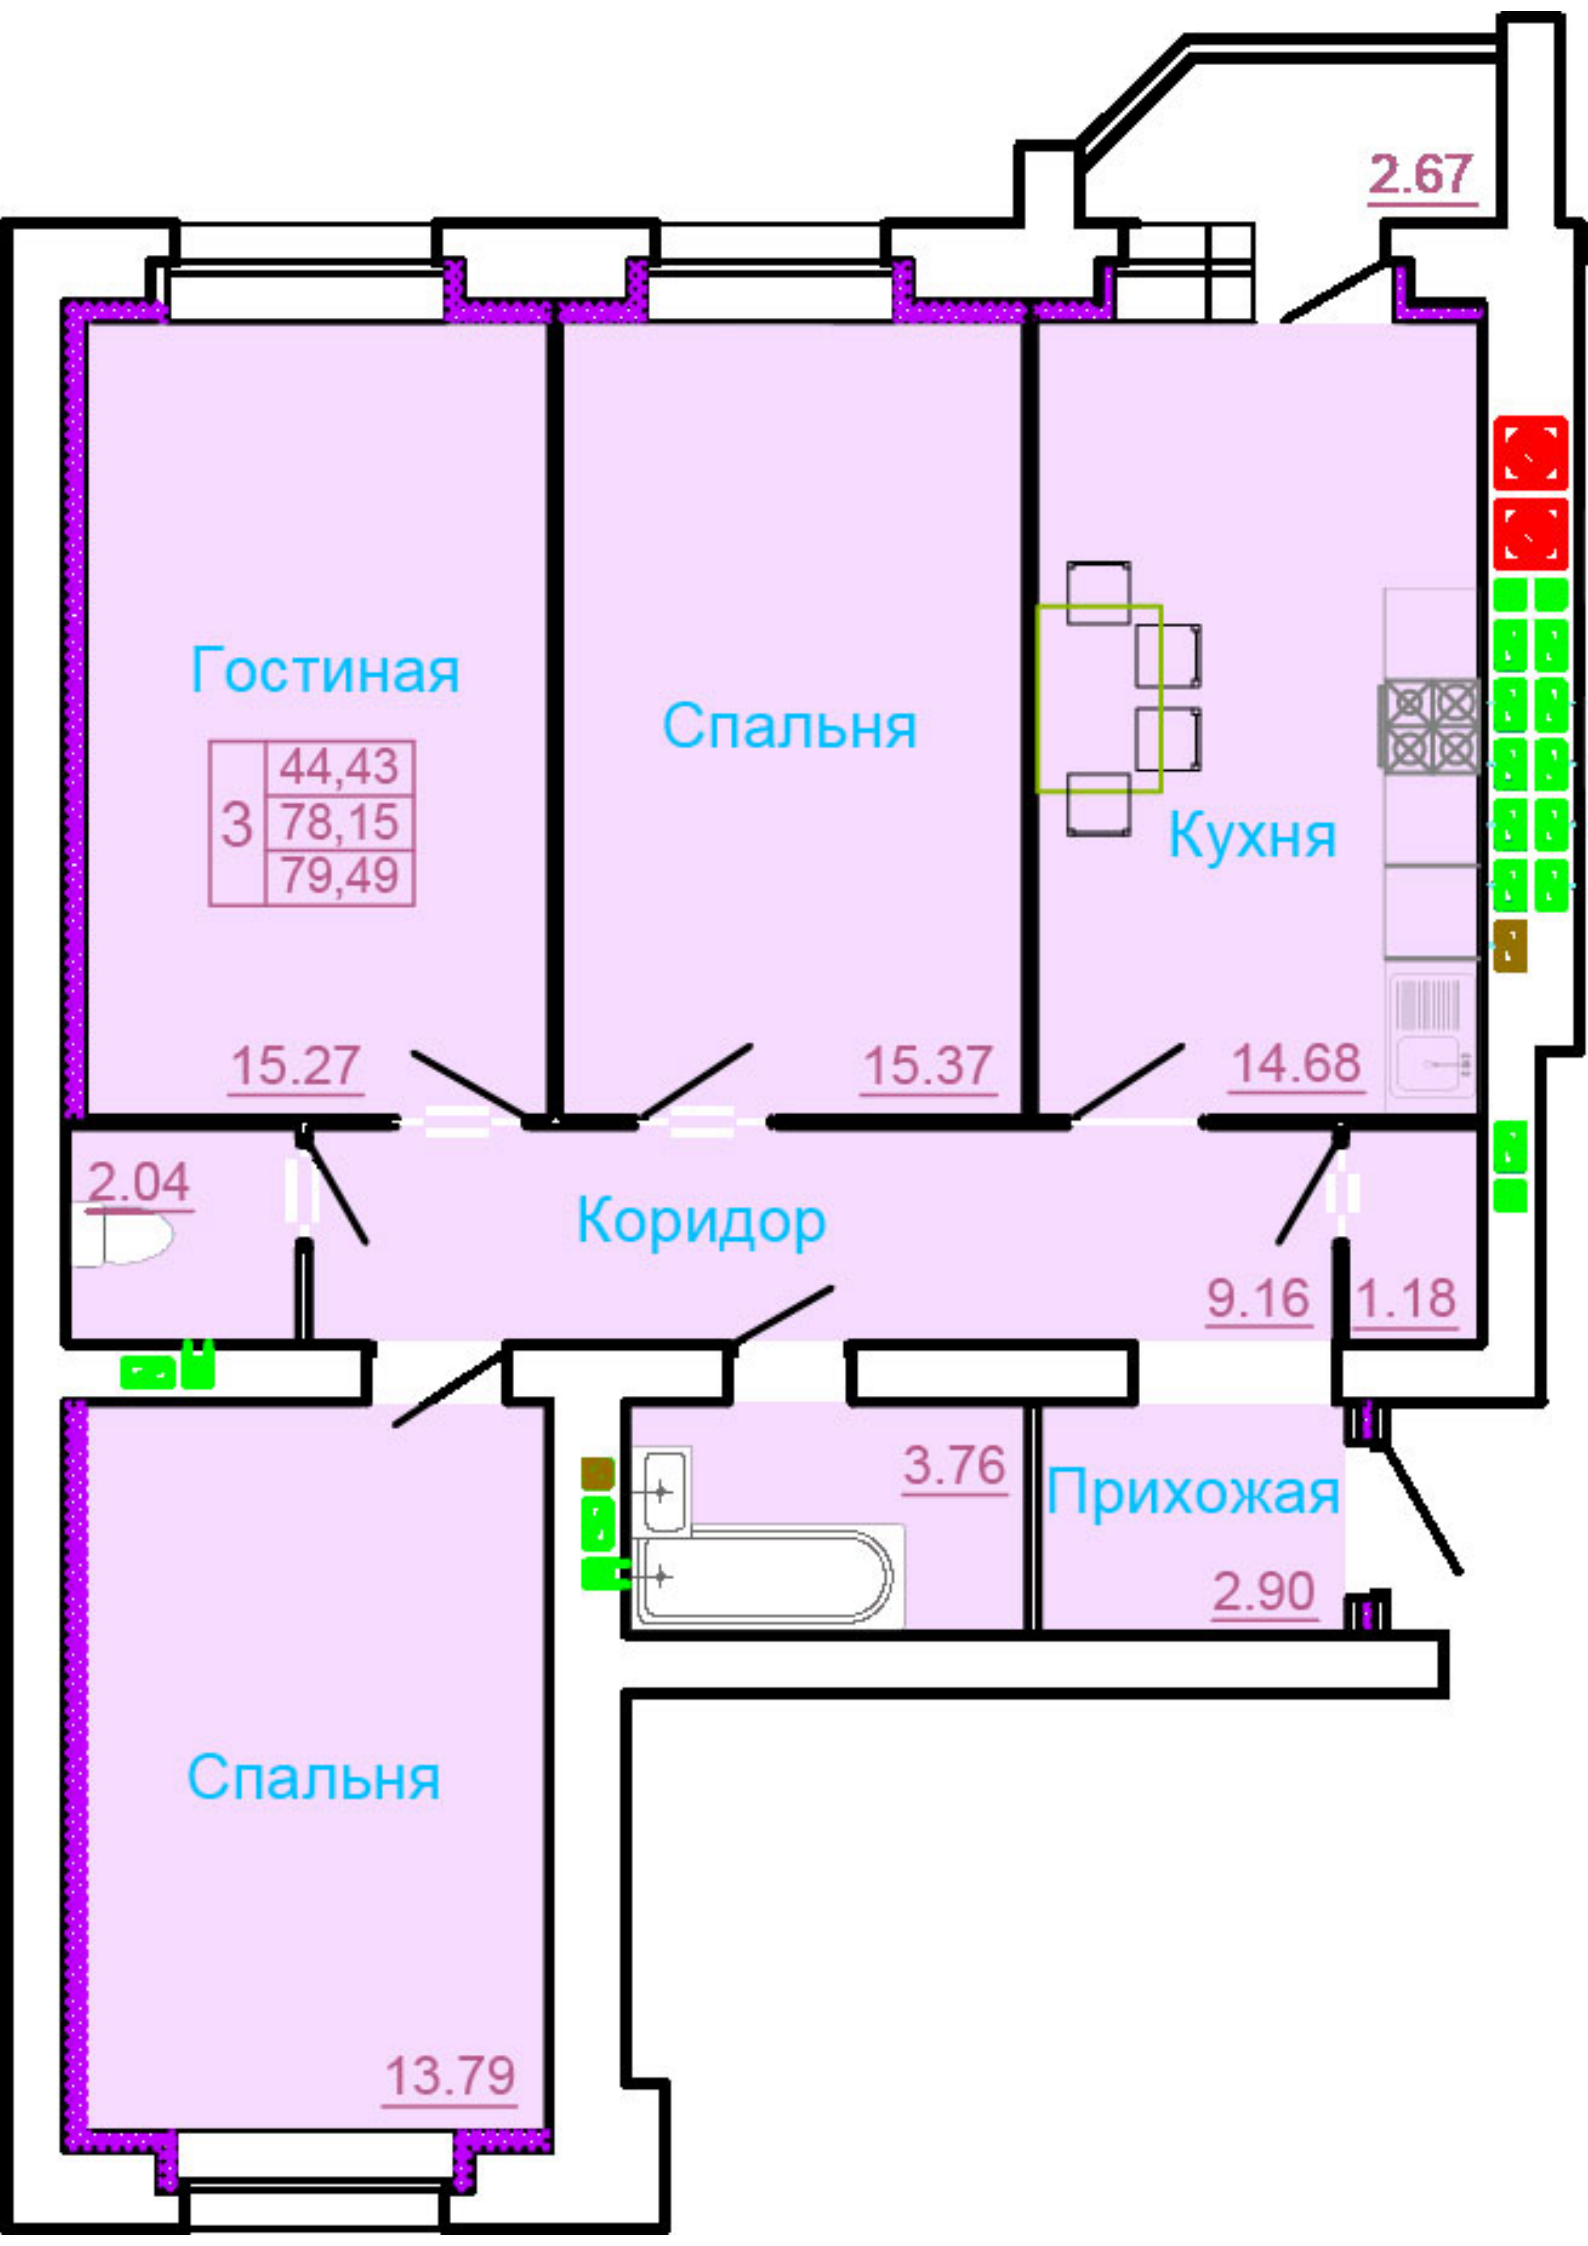 2.67
Гостиная
Спальня
3
44,43
78,15
79,49
Кухня
15.27
15.37
14.68
2.04
Коридор
9.16
1.18
3.76
Прихожая
2.90
Спальня
13.79